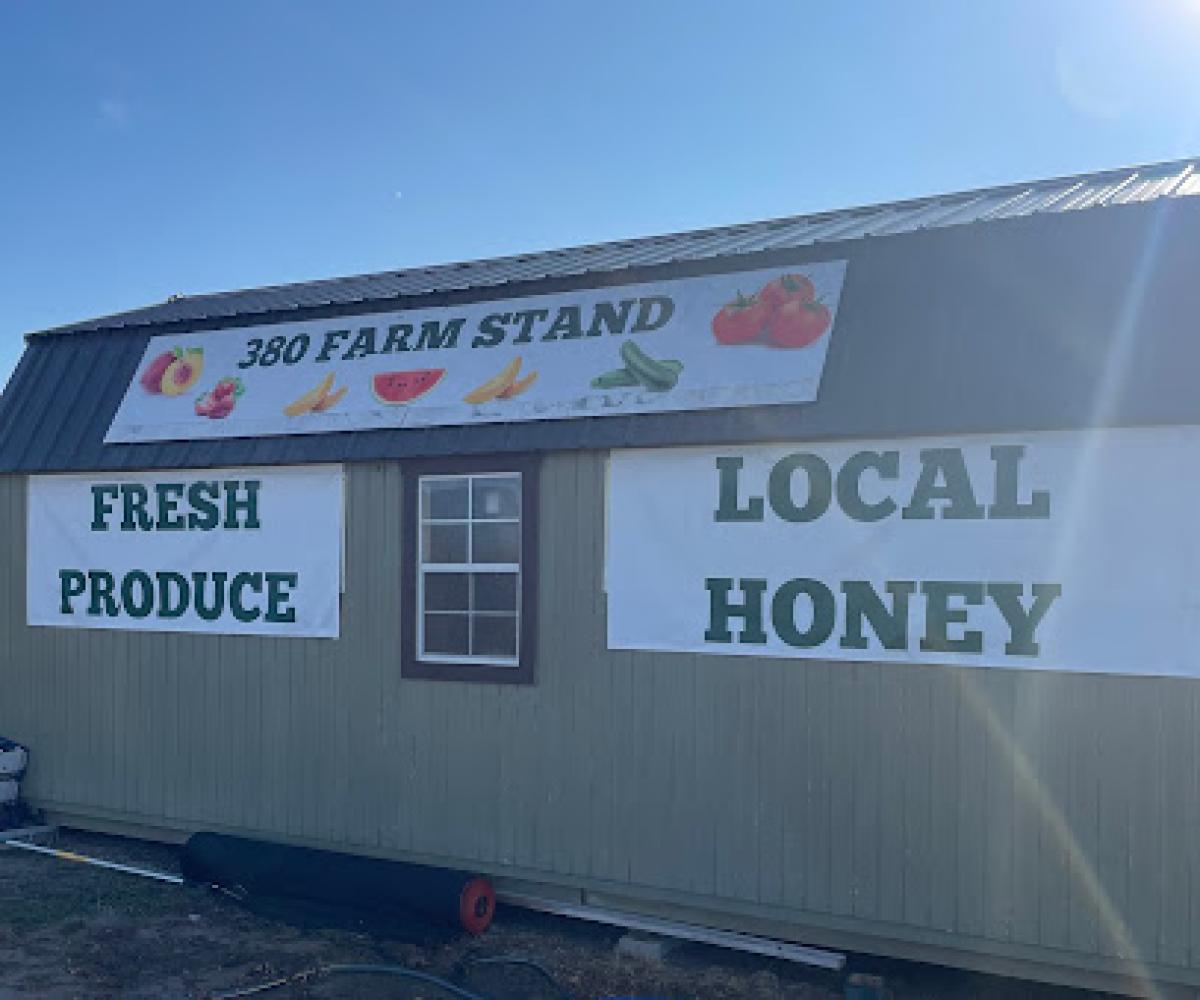 380 FARM STAND
FRESH
PRODUCE
LOCAL
HONEY